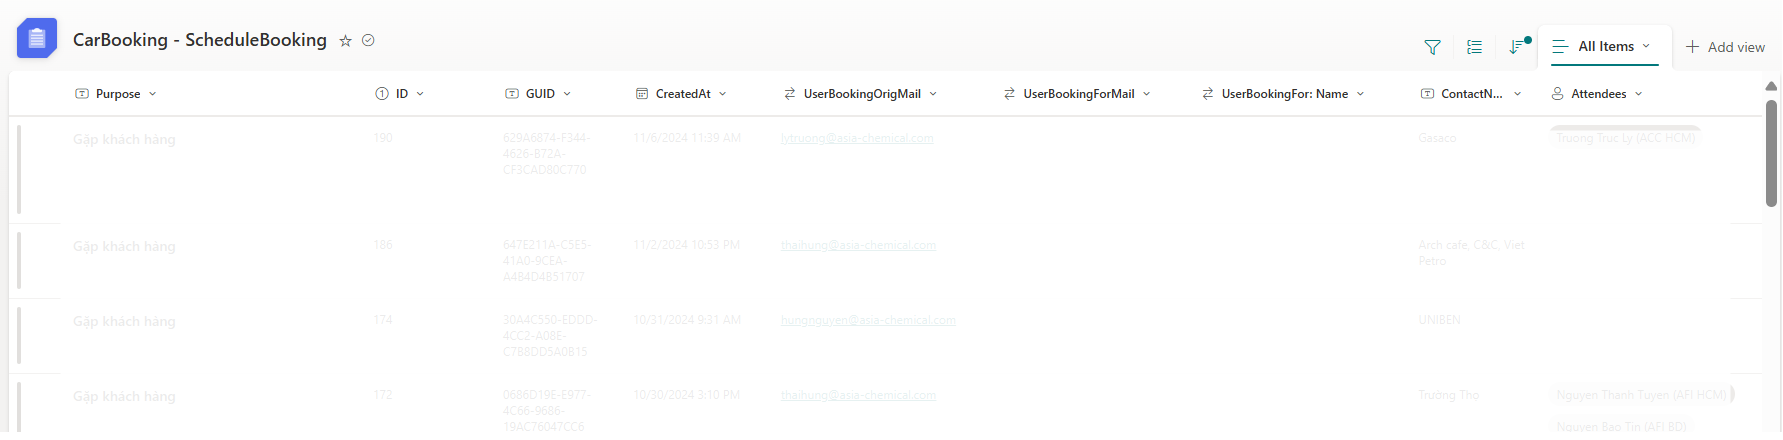 CarBooking - ScheduleBooking
All Items
Add view
Purpose ID GUID CreatedAt UserBookingOrigMail UserBookingForMail UserBookingFor: Name ContactN... Attendees
Gặp khách hàng 190 629A6874-F344- 11/6/2024 11:39 AM lytruong@asia-chemical.com Gasaco Truong Truc Ly (ACC HCM)
4626-B72A-
CF3CAD80C770
Gặp khách hàng 186 647E211A-C5E5- 11/2/2024 10:53 PM thaihung@asia-chemical.com Arch cafe, C&C, Viet
41A0-9CEA- Petro
A4B4D4B51707
Gặp khách hàng 174 30A4C550-EDDD- 10/31/2024 9:31 AM hungnguyen@asia-chemical.com UNIBEN
4CC2-A08E-
C7B8DD5A0B15
Gặp khách hàng 172 0686D19E-E977- 10/30/2024 3:10 PM thaihung@asia-chemical.com Trường Thọ Nguyen Thanh Tuyen (AFI HCM)
4C66-9686-
19AC76047CC6 Nguyen Bao Tin (AFI BD)